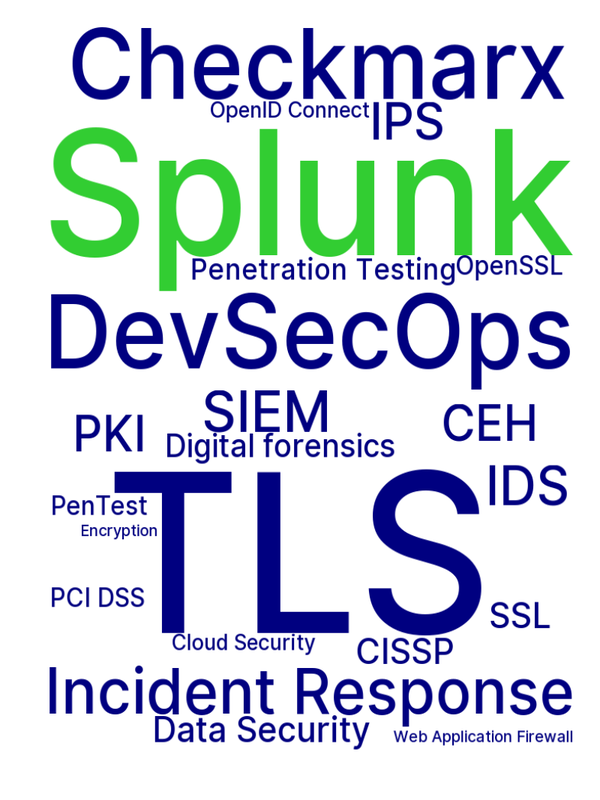 Checkmarx
OpenID Connect
IPS
Splunk
Penetration Testing
OpenSSL
DevSecOps
SIEM
PKI
CEH
Digital forensics
TLS
IDS
PenTest
Encryption
PCI DSS
SSL
Cloud Security
CISSP
Incident Response
Data Security
Web Application Firewall